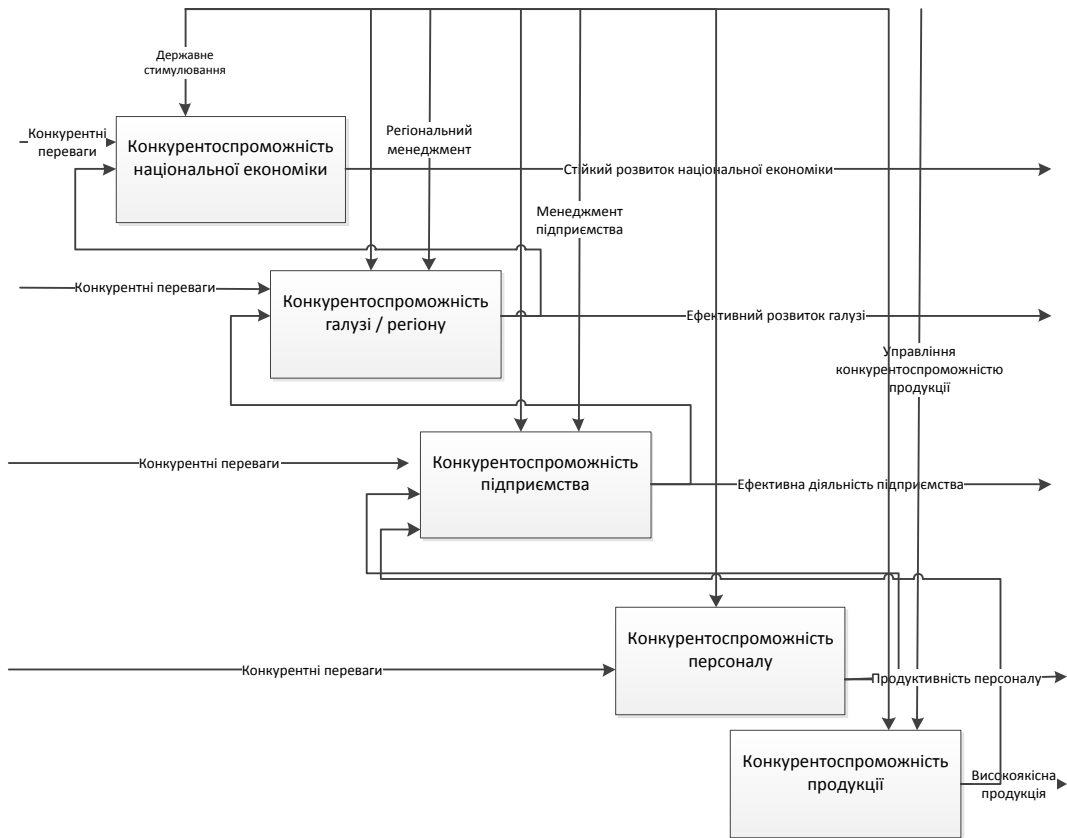 Державне
стимулювання
Конкурентні
переваги
Конкурентоспроможність
національної економіки
Регіональний
менеджмент
Стійкий розвиток національної економіки
Менеджмент
підприємства
Конкурентні переваги
Конкурентоспроможність
галузі / регіону
Ефективний розвиток галузі
Управління
конкурентоспроможністю
продукції
Конкурентні переваги
Конкурентоспроможність
підприємства
Ефективна діяльність підприємства
Конкурентні переваги
Конкурентоспроможність
персоналу
Продуктивність персоналу
Конкурентоспроможність
продукції
Високоякісна
продукція